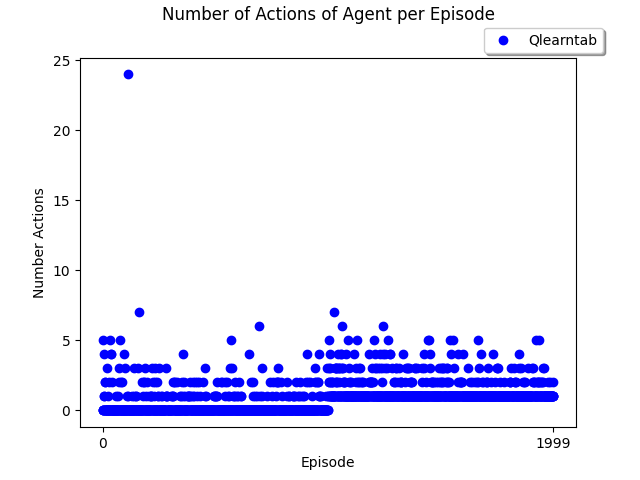 Number of Actions of Agent per Episode
Qlearntab
25
20
15
10
5
0
Number Actions
0 1999
Episode